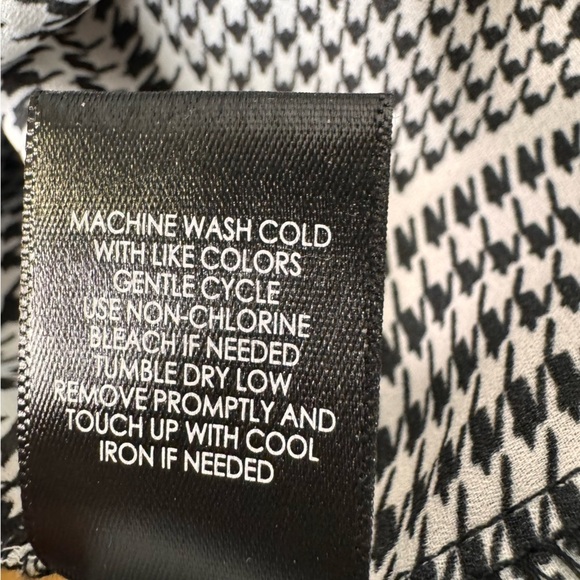 MACHINE WASH COLD
WITH LIKE COLORS
GENTLE CYCLE
USE NON-CHLORINE
BLEACH IF NEEDED
TUMBLE DRY LOW
REMOVE PROMPTLY AND
TOUCH UP WITH COOL
IRON IF NEEDED